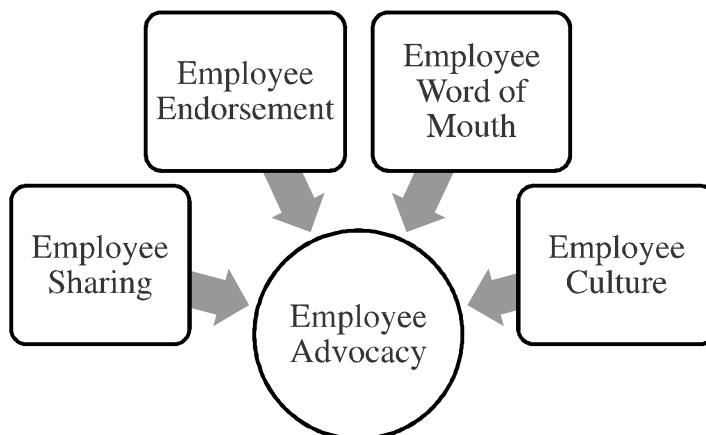 Employee
Endorsement
Employee
Word of
Mouth
Employee
Sharing
Employee
Culture
Employee
Advocacy